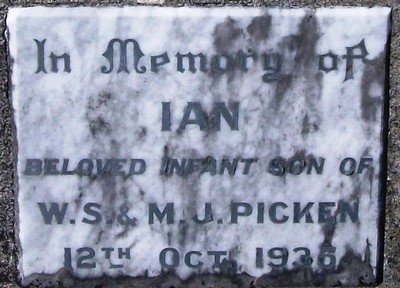 In Memory of
IAN
BELOVED INFANT SON OF
W.S. & M.J. PICKEN
12TH OCT. 1936